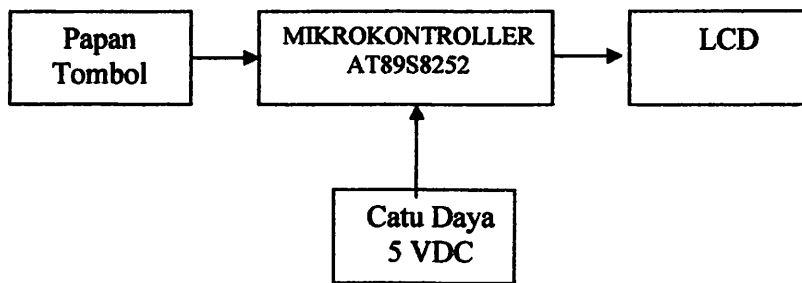 Papan
Tombol
MIKROKONTROLLER
AT89S8252
LCD
Catu Daya
5 VDC